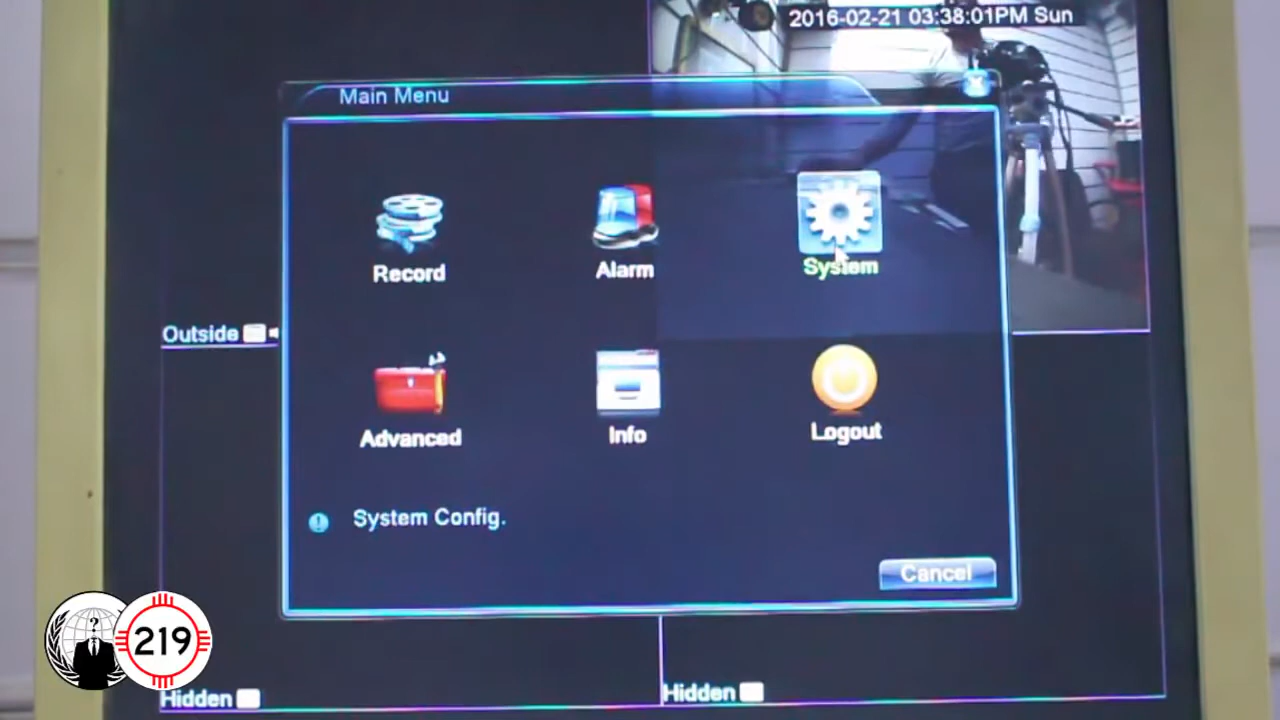 2016-02-21 03:38:01PM Sun
Main Menu
Record
Alarm
System
Outside
Advanced
Info
Logout
System Config.
Cancel
?
219
Hidden
Hidden